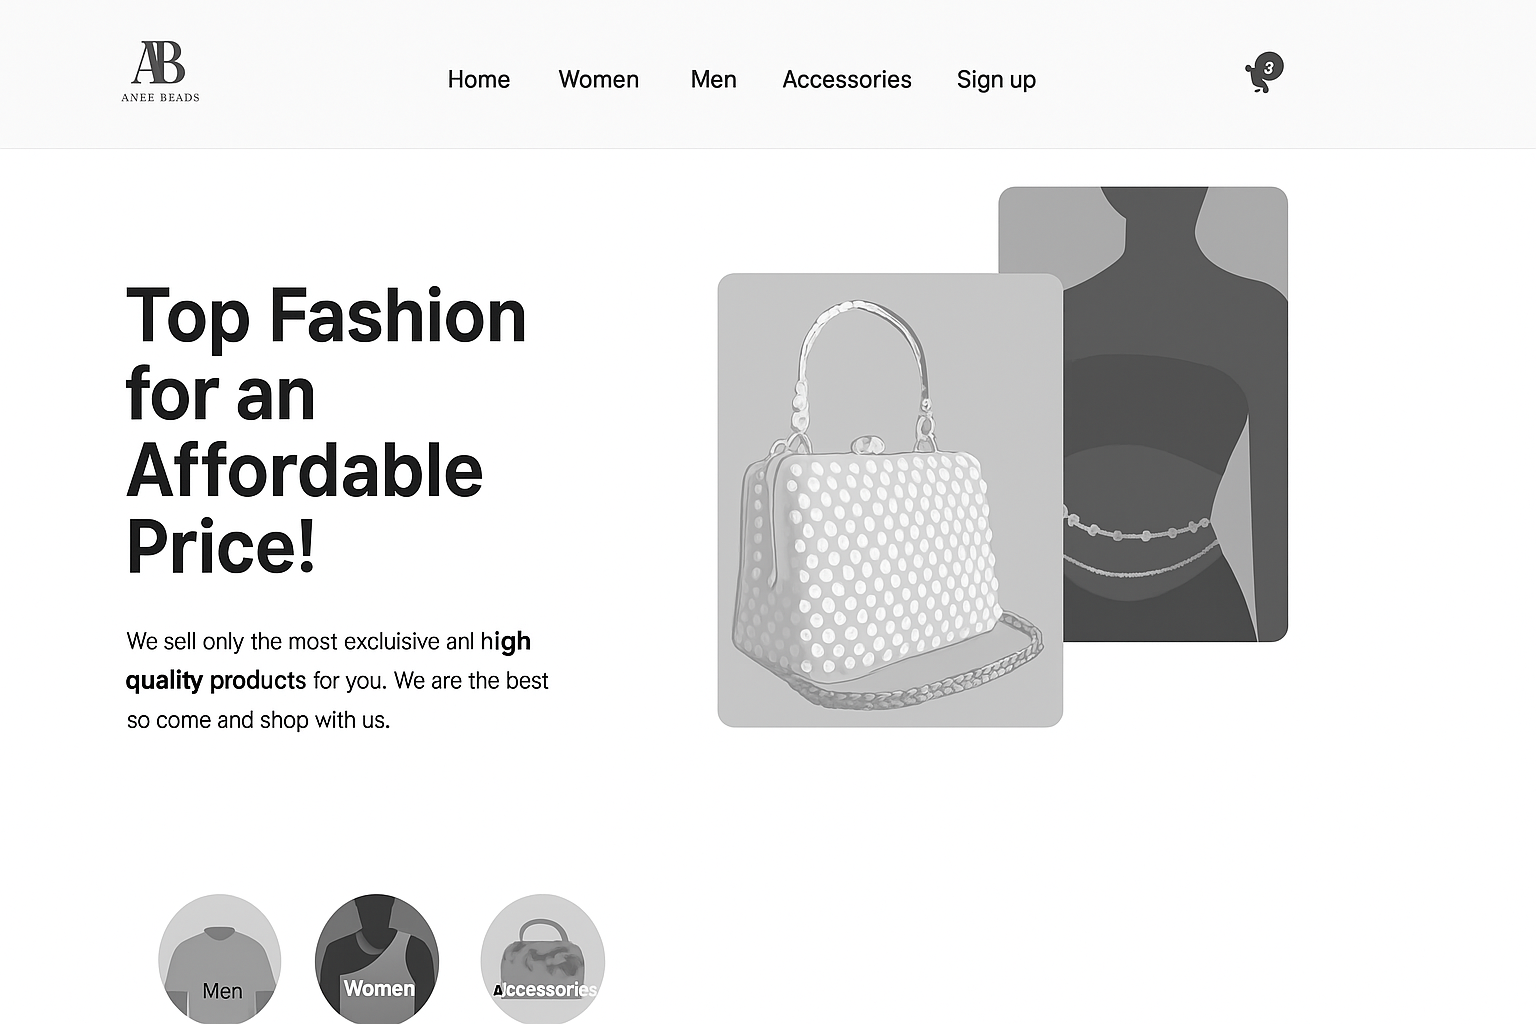 AB
ANEE BEADS
Home Women Men Accessories Sign up
3
Top Fashion
for an
Affordable
Price!
We sell only the most excluisive anl high
quality products for you. We are the best
so come and shop with us.
Men
Women
Accessories